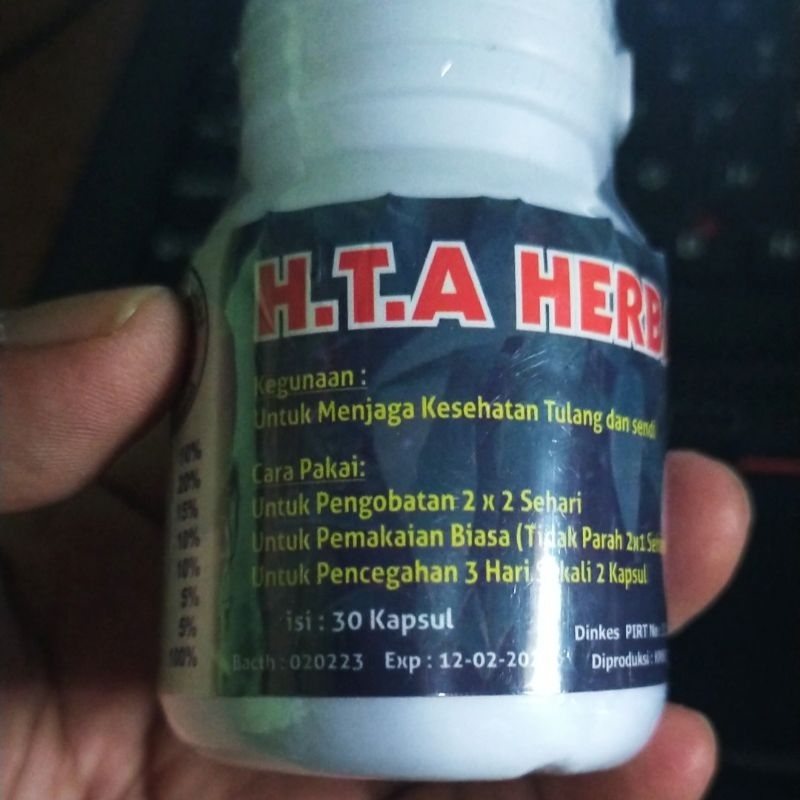 H.T.A HERB
Kegunaan :
Untuk Menjaga Kesehatan Tulang dan sendi
Cara Pakai:
Untuk Pengobatan 2 x 2 Sehari
Untuk Pemakaian Biasa (Tidak Parah 2x1
Untuk Pencegahan 3 Hari Sekali 2 Kapsul
isi : 30 Kapsul
Dinkes PIRT No
Bacth : 020223 Exp : 12-02-20
Diproduksi :
10%
20%
15%
10%
10%
5%
5%
100%